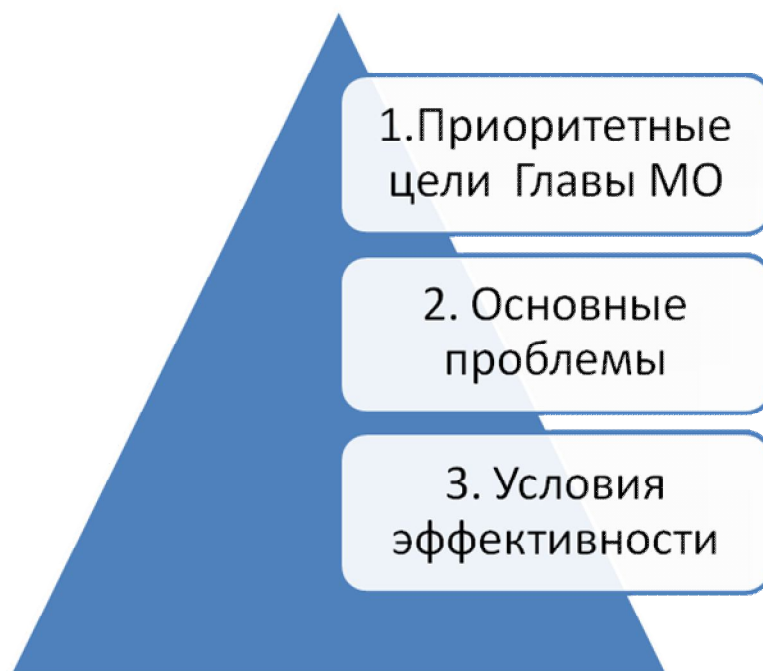 1.Приоритетные
цели Главы МО
2. Основные
проблемы
3. Условия
эффективности